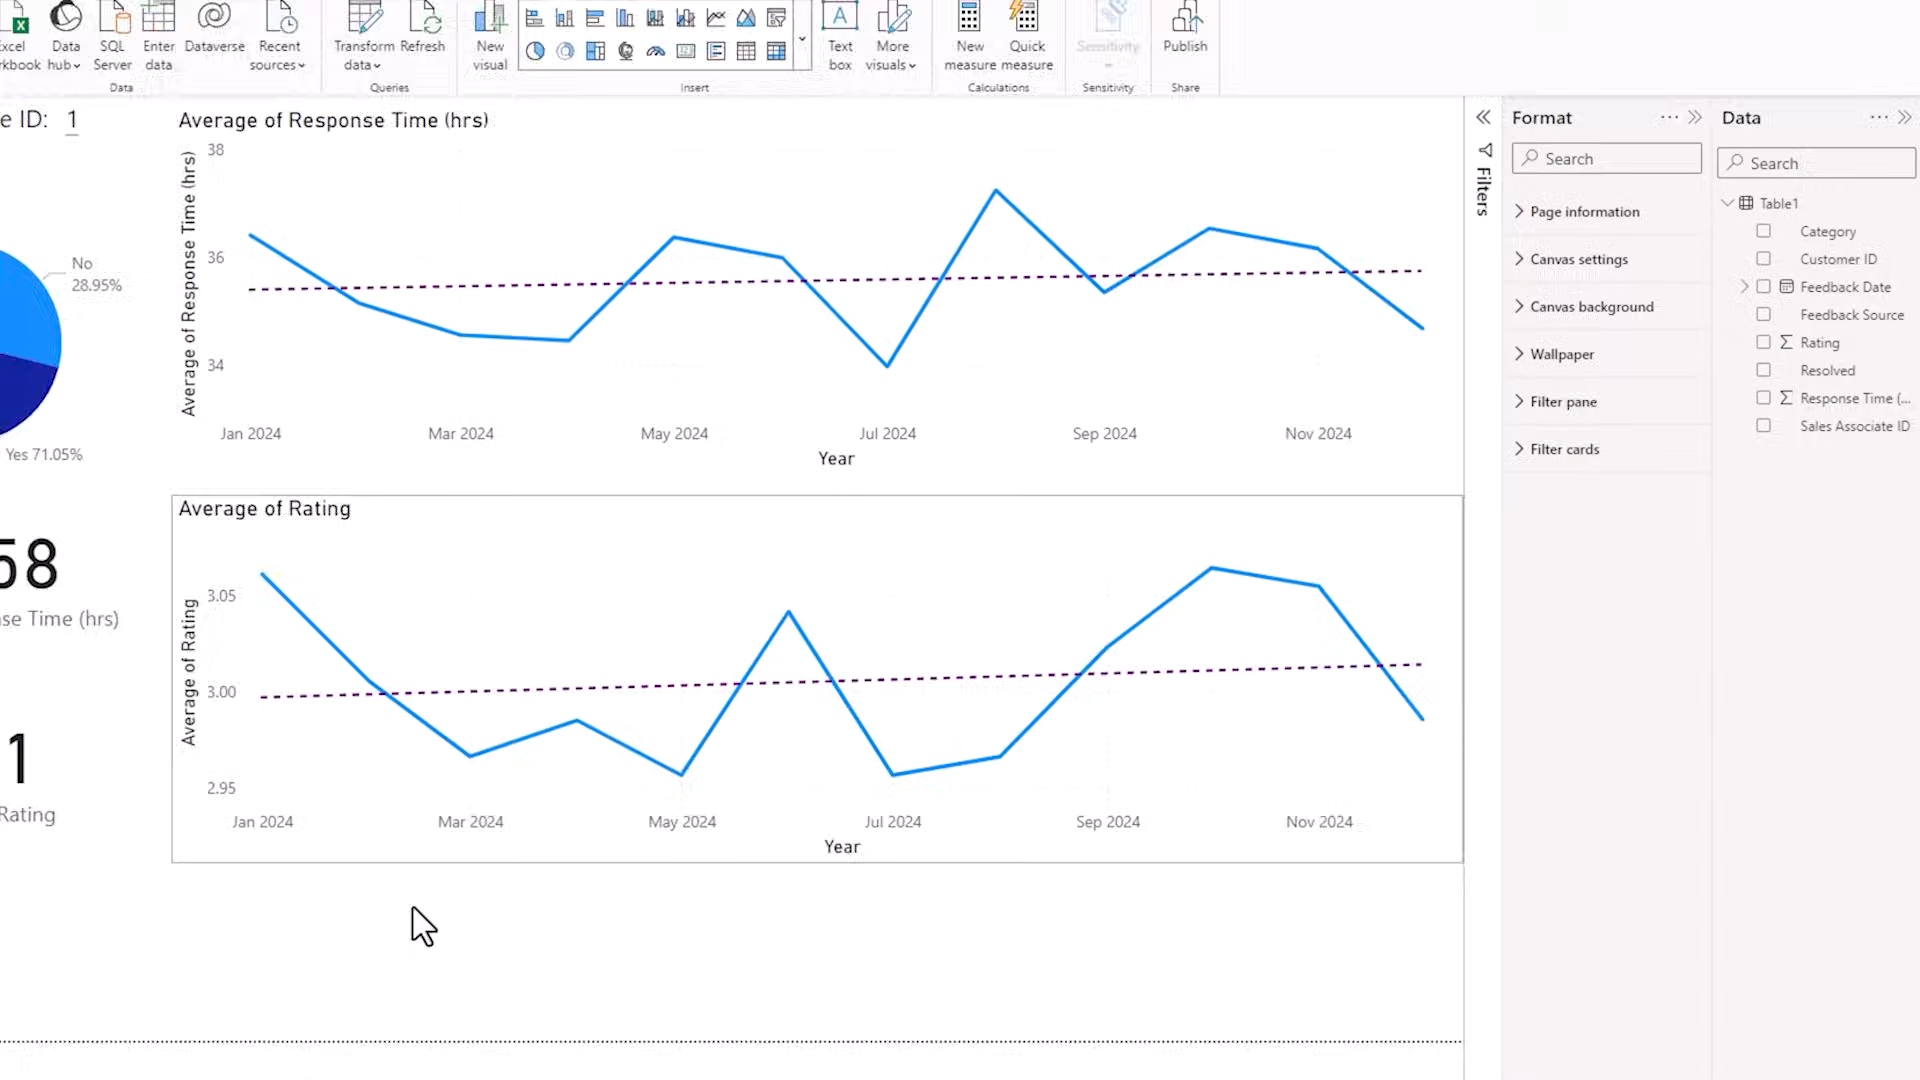 Excel
rkbook
Data
hub
SQL
Server
Enter
data
Dataverse
Recent
sources
Data
Transform
data
Refresh
Queries
New
visual
Insert
Text
box
More
visuals
New
measure
Quick
measure
Calculations
Sensitivity
Sensitivity
Publish
Share
e ID: 1
No
28.95%
Yes 71.05%
58
se Time (hrs)
1
Rating
Average of Response Time (hrs)
Average of Response Time (hrs)
38
36
34
Jan 2024
Mar 2024
May 2024
Jul 2024
Sep 2024
Nov 2024
Year
Average of Rating
Average of Rating
3.05
3.00
2.95
Jan 2024
Mar 2024
May 2024
Jul 2024
Sep 2024
Nov 2024
Year
Filters
Format
Search
Page information
Canvas settings
Canvas background
Wallpaper
Filter pane
Filter cards
Data
Search
Table1
Category
Customer ID
Feedback Date
Feedback Source
Rating
Resolved
Response Time (...
Sales Associate ID